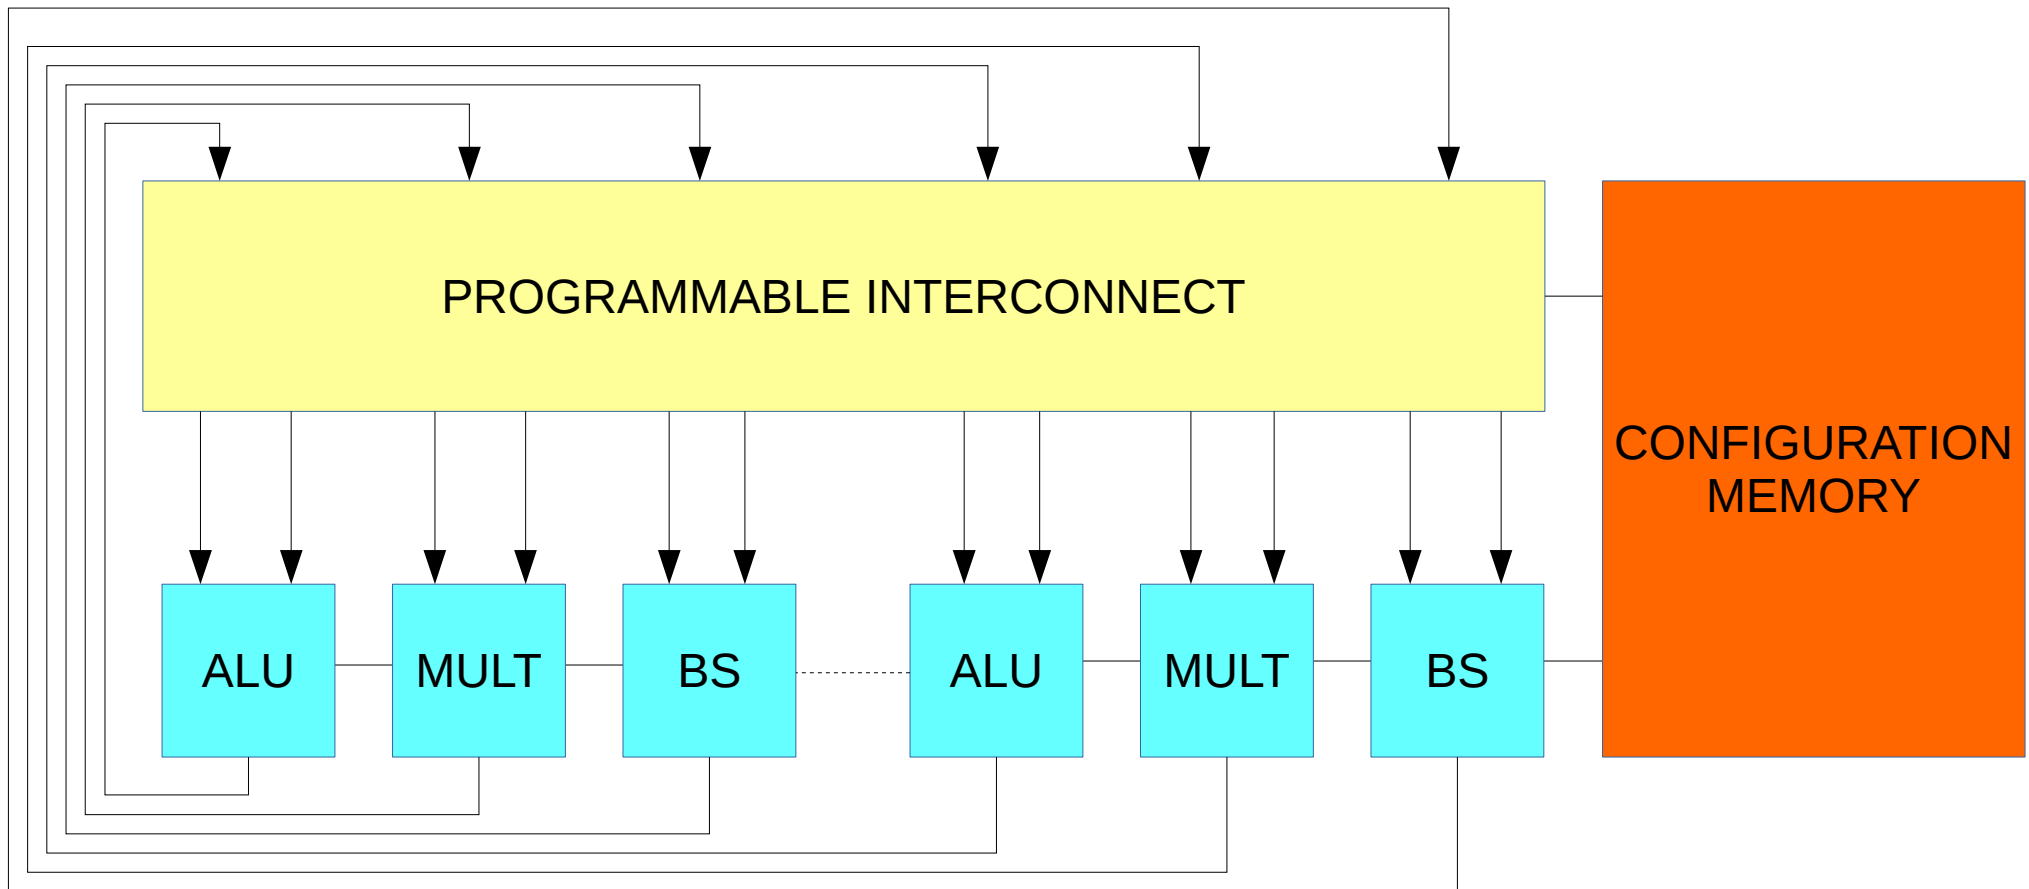 PROGRAMMABLE INTERCONNECT
CONFIGURATION
MEMORY
ALU
MULT
BS
ALU
MULT
BS